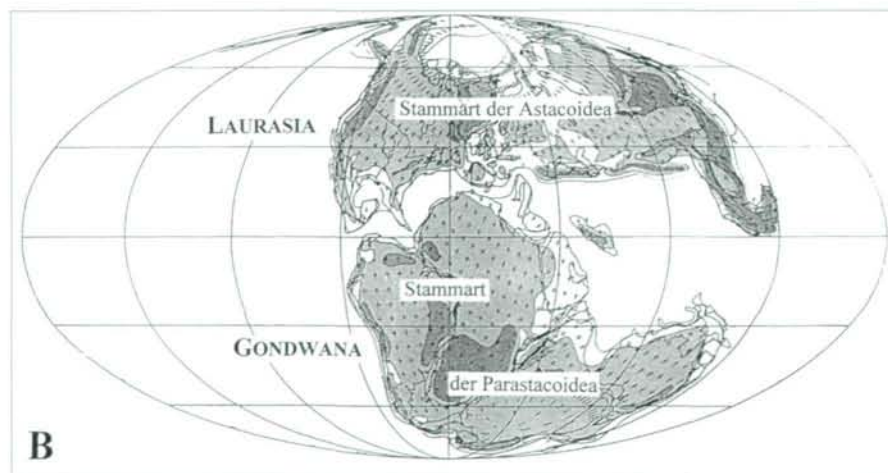 Stammart der Astacoidea
LAURASIA
Stammart
GONDWANA
der Parastacoidea
B